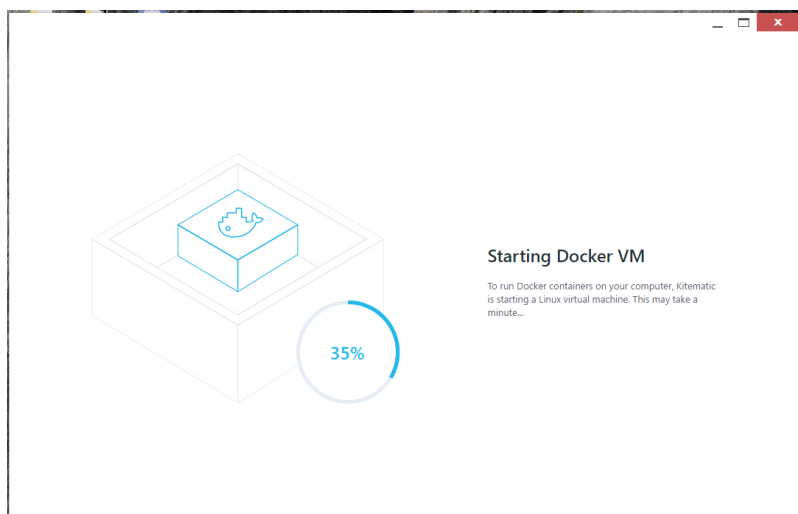 Starting Docker VM
To run Docker containers on your computer, Kitematic
is starting a Linux virtual machine. This may take a
minute...
35%